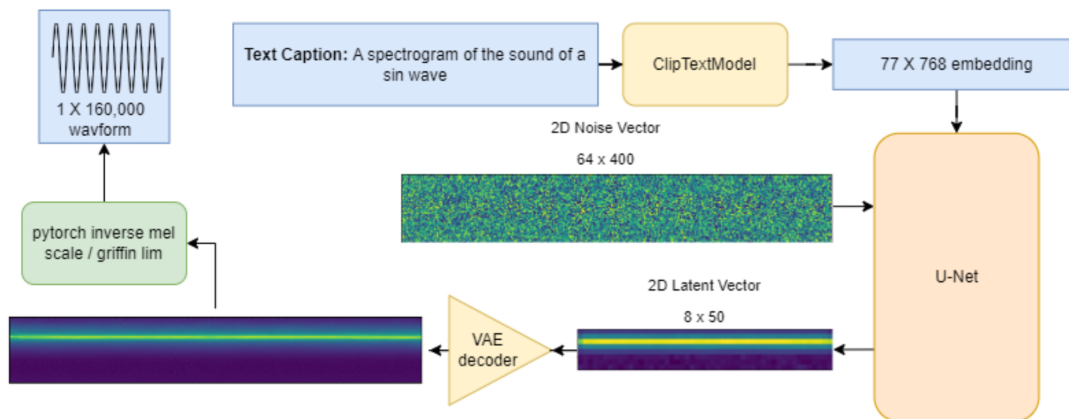 Text Caption: A spectrogram of the sound of a
sin wave
ClipTextModel
77 X 768 embedding
1 X 160,000
wavform
2D Noise Vector
64 x 400
pytorch inverse mel
scale / griffin lim
U-Net
2D Latent Vector
8 x 50
VAE
decoder